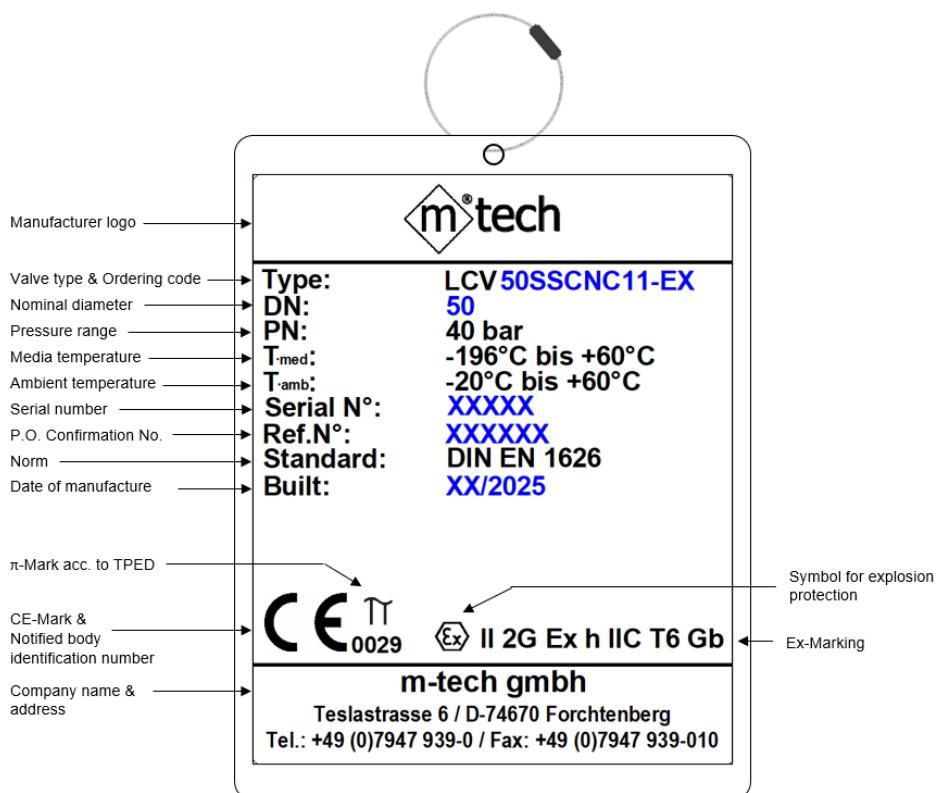 m®tech
Manufacturer logo
Valve type & Ordering code
Type: LCV 50SSCNC11-EX
Nominal diameter
DN: 50
Pressure range
PN: 40 bar
Media temperature
T·med: -196°C bis +60°C
Ambient temperature
T·amb: -20°C bis +60°C
Serial number
Serial N°: XXXXX
P.O. Confirmation No.
Ref.N°: XXXXXX
Norm
Standard: DIN EN 1626
Date of manufacture
Built: XX/2025
π-Mark acc. to TPED
Symbol for explosion
protection
CE-Mark &
Notified body
identification number
CE π 0029
Ex II 2G Ex h IIC T6 Gb
Ex-Marking
Company name &
address
m-tech gmbh
Teslastrasse 6 / D-74670 Forchtenberg
Tel.: +49 (0)7947 939-0 / Fax: +49 (0)7947 939-010